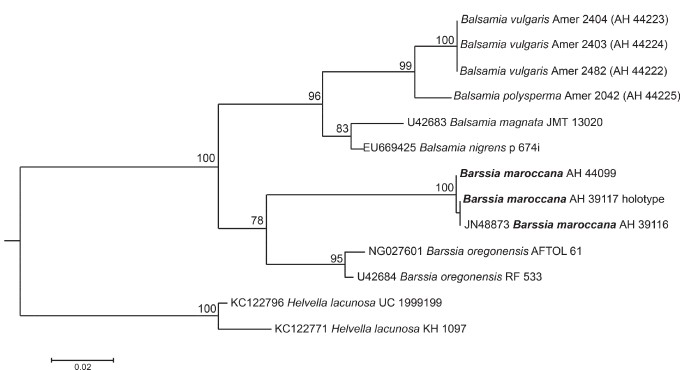 Balsamia vulgaris Amer 2404 (AH 44223)
100
Balsamia vulgaris Amer 2403 (AH 44224)
99
Balsamia vulgaris Amer 2482 (AH 44222)
96
Balsamia polysperma Amer 2042 (AH 44225)
U42683 Balsamia magnata JMT 13020
83
EU669425 Balsamia nigrens p 674i
100
Barssia maroccana AH 44099
100
Barssia maroccana AH 39117 holotype
78
JN48873 Barssia maroccana AH 39116
NG027601 Barssia oregonensis AFTOL 61
95
U42684 Barssia oregonensis RF 533
KC122796 Helvella lacunosa UC 1999199
100
KC122771 Helvella lacunosa KH 1097
0.02